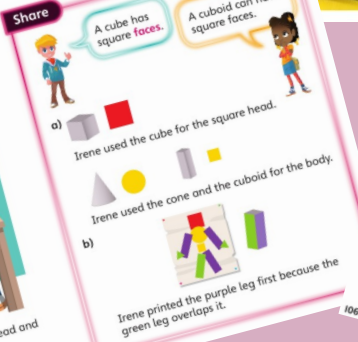 Share
A cube has
square faces.
A cuboid can
square faces.
a)
Irene used the cube for the square head.
Irene used the cone and the cuboid for the body.
b)
Irene printed the purple leg first because the
green leg overlaps it.
ead and
106